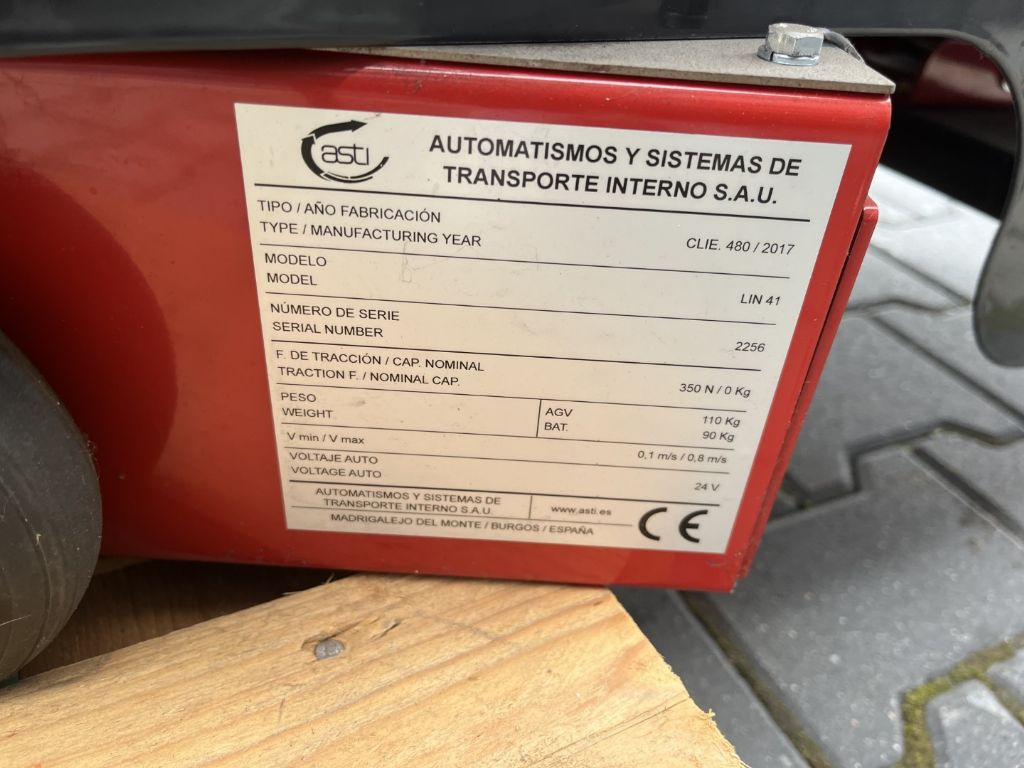 asti
AUTOMATISMOS Y SISTEMAS DE
TRANSPORTE INTERNO S.A.U.
TIPO / AÑO FABRICACIÓN
TYPE / MANUFACTURING YEAR
CLIE. 480 / 2017
MODELO
MODEL
LIN 41
NÚMERO DE SERIE
SERIAL NUMBER
2256
F. DE TRACCIÓN / CAP. NOMINAL
TRACTION F. / NOMINAL CAP.
350 N / 0 Kg
PESO
WEIGHT
AGV 110 Kg
BAT. 90 Kg
V min / V max
0,1 m/s / 0,8 m/s
VOLTAJE AUTO
VOLTAGE AUTO
24 V
AUTOMATISMOS Y SISTEMAS DE
TRANSPORTE INTERNO S.A.U.
www.asti.es
MADRIGALEJO DEL MONTE / BURGOS / ESPAÑA
CE